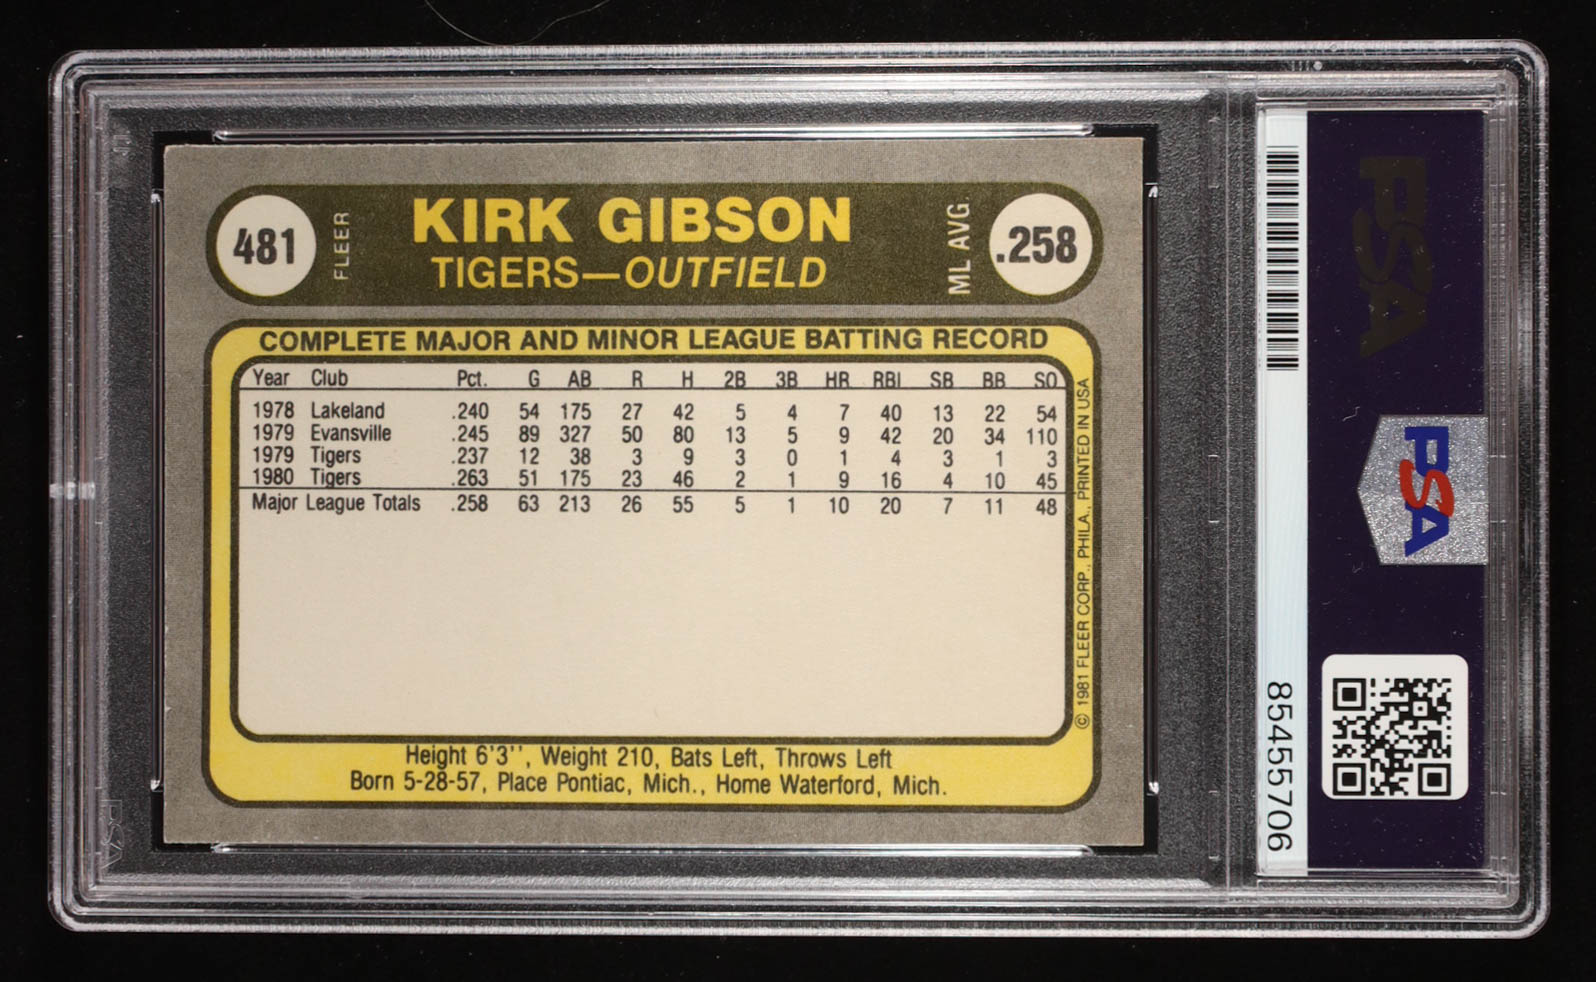 481
FLEER
KIRK GIBSON
TIGERS—OUTFIELD
ML AVG.
.258
COMPLETE MAJOR AND MINOR LEAGUE BATTING RECORD
Year Club Pct. G AB R H 2B 3B HR RBI SB BB SO
1978 Lakeland .240 54 175 27 42 5 4 7 40 13 22 54
1979 Evansville .245 89 327 50 80 13 5 9 42 20 34 110
1979 Tigers .237 12 38 3 9 3 0 1 4 3 1 3
1980 Tigers .263 51 175 23 46 2 1 9 16 4 10 45
Major League Totals .258 63 213 26 55 5 1 10 20 7 11 48
© 1981 FLEER CORP., PHILA., PRINTED IN USA
Height 6'3'', Weight 210, Bats Left, Throws Left
Born 5-28-57, Place Pontiac, Mich., Home Waterford, Mich.
PSA
PSA
85455706
PSA